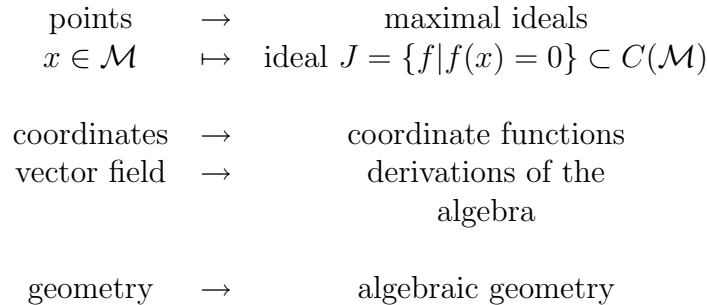 points → maximal ideals
x ∈ ℳ ↦ ideal J = {f|f(x) = 0} ⊂ C(ℳ)
coordinates → coordinate functions
vector field → derivations of the
algebra
geometry → algebraic geometry